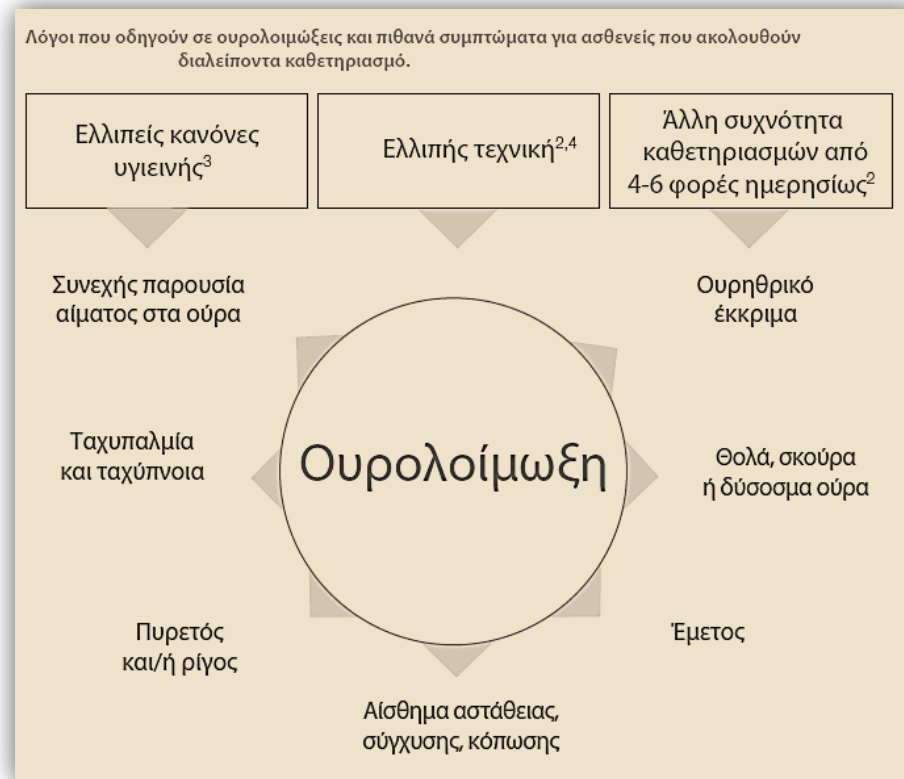 Λόγοι που οδηγούν σε ουρολοιμώξεις και πιθανά συμπτώματα για ασθενείς που ακολουθούν
διαλείποντα καθετηριασμό.
Ελλιπείς κανόνες
υγιεινής³
Ελλιπής τεχνική²,⁴
Άλλη συχνότητα
καθετηριασμών από
4-6 φορές ημερησίως²
Συνεχής παρουσία
αίματος στα ούρα
Ουρηθρικό
έκκριμα
Ταχυπαλμία
και ταχύπνοια
Ουρολοίμωξη
Θολά, σκούρα
ή δύσοσμα ούρα
Πυρετός
και/ή ρίγος
Έμετος
Αίσθημα αστάθειας,
σύγχυσης, κόπωσης